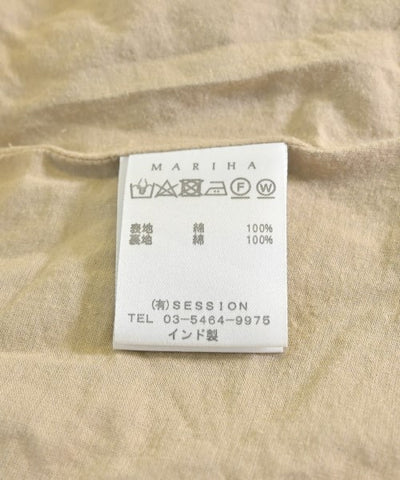 MARIHA
表地 綿 100%
裏地 綿 100%
(有)SESSION
TEL 03-5464-9975
インド製